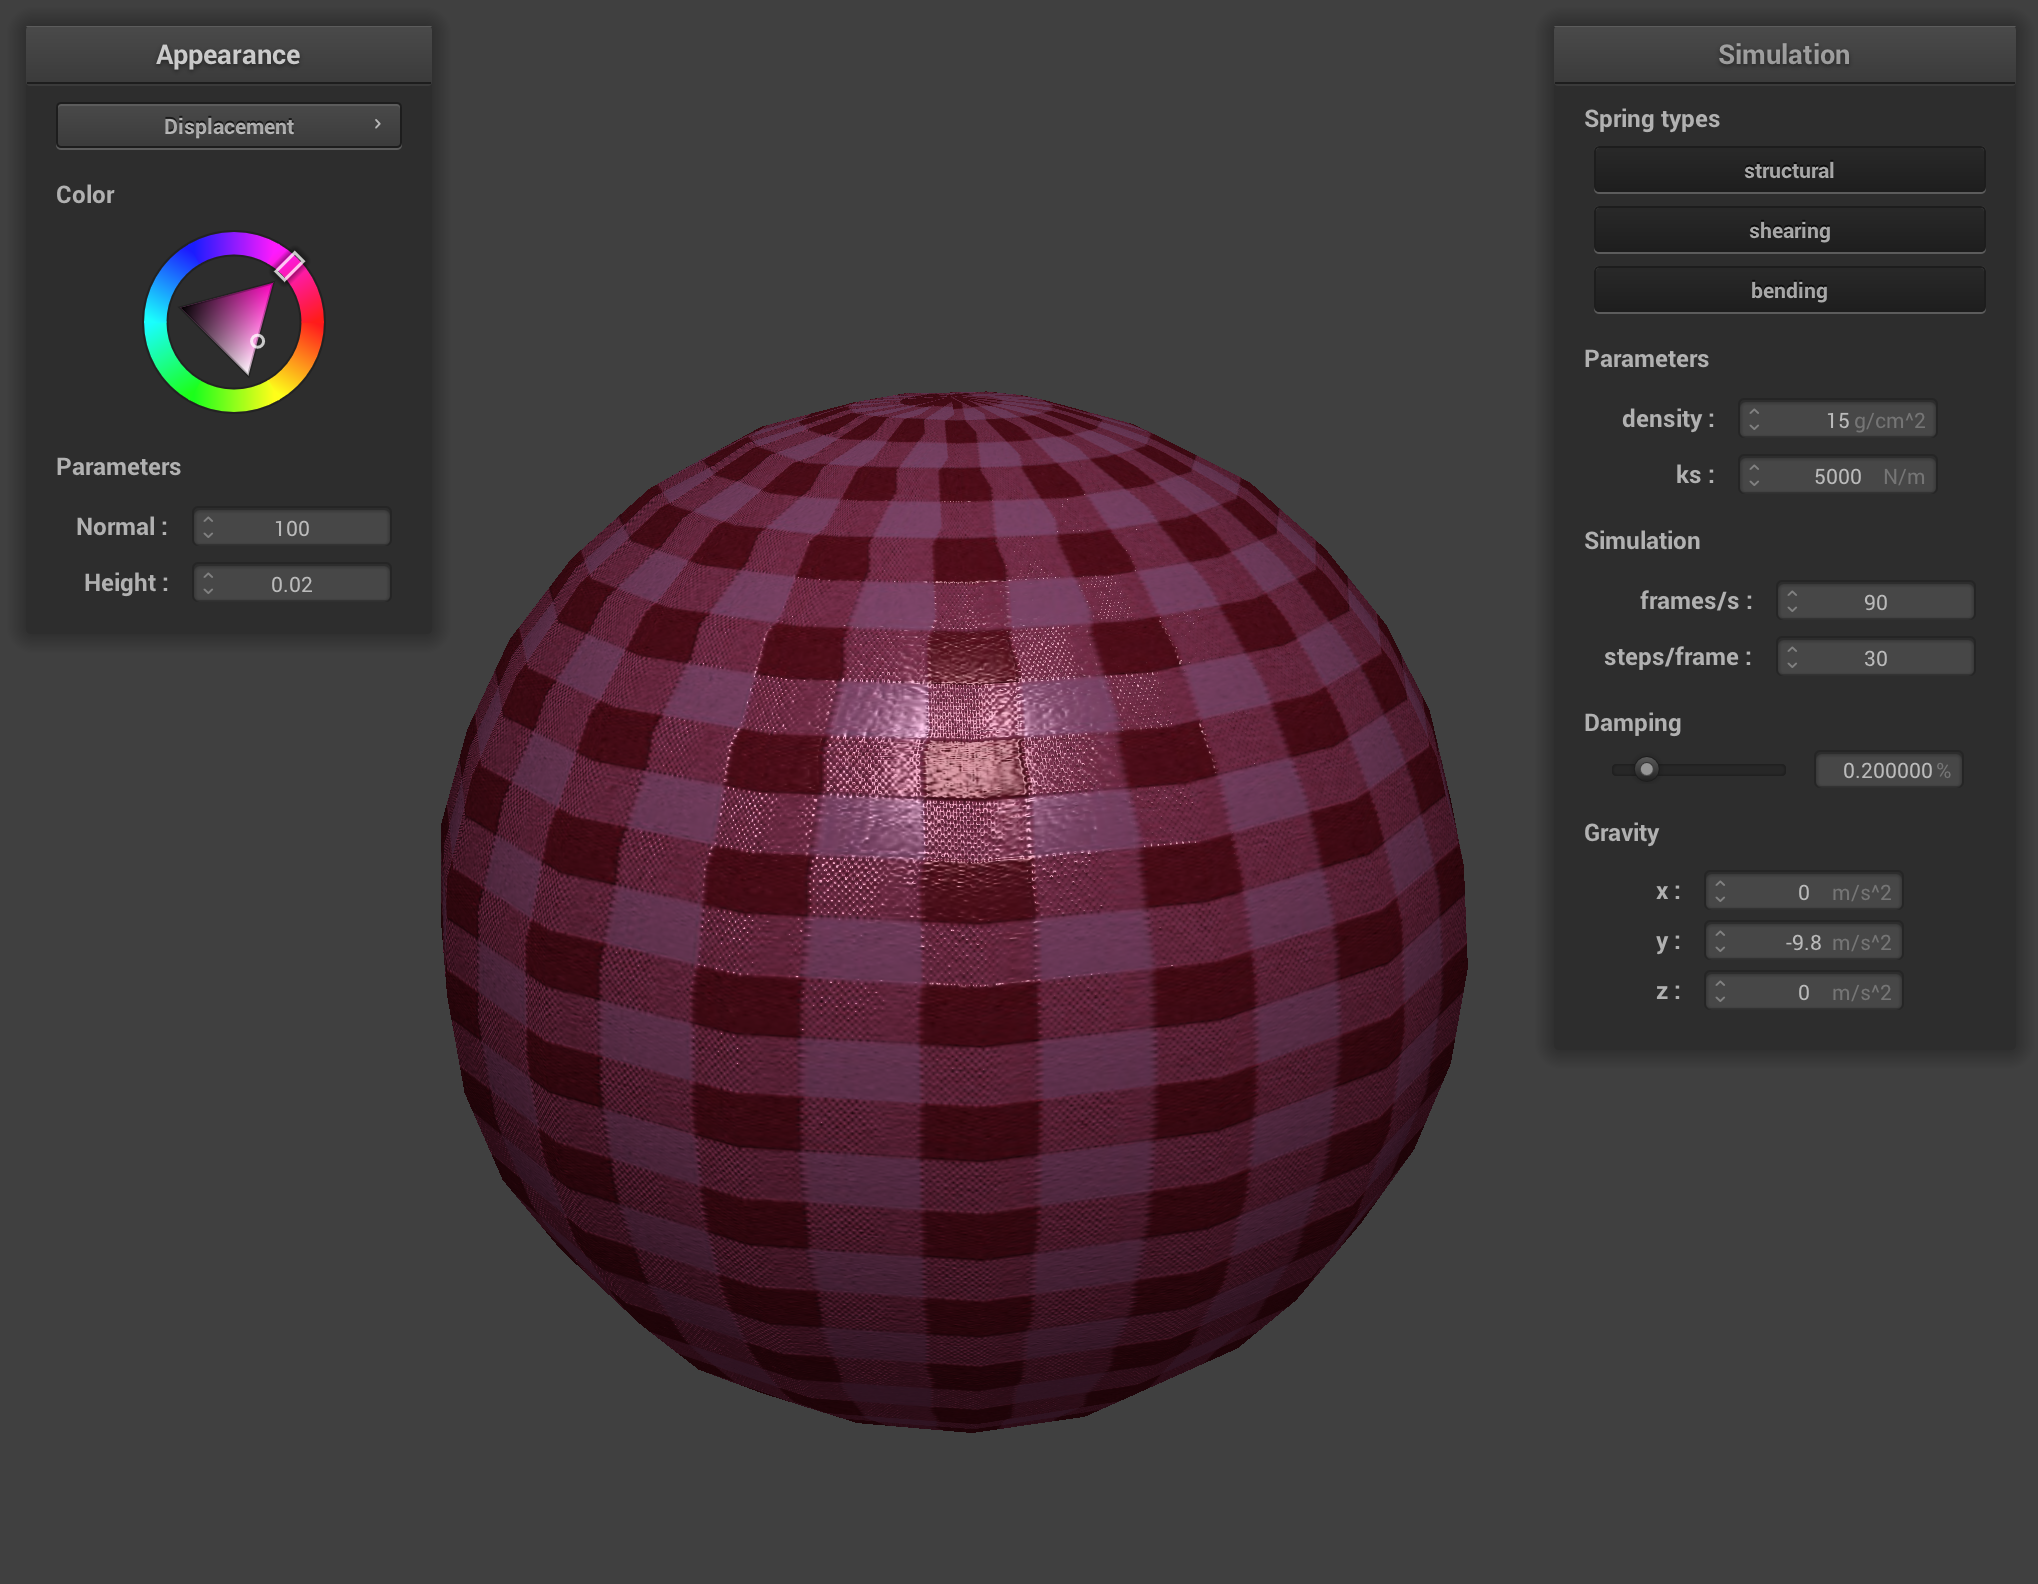 Appearance
Displacement
Color
Parameters
Normal : 100
Height : 0.02
Simulation
Spring types
structural
shearing
bending
Parameters
density : 15 g/cm^2
ks : 5000 N/m
Simulation
frames/s : 90
steps/frame : 30
Damping
0.200000 %
Gravity
x : 0 m/s^2
y : -9.8 m/s^2
z : 0 m/s^2